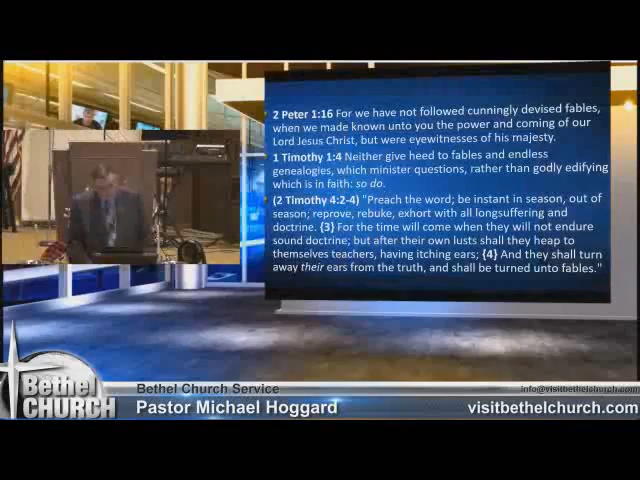 2 Peter 1:16 For we have not followed cunningly devised fables,
when we made known unto you the power and coming of our
Lord Jesus Christ, but were eyewitnesses of his majesty.
1 Timothy 1:4 Neither give heed to fables and endless
genealogies, which minister questions, rather than godly edifying
which is in faith: so do.
(2 Timothy 4:2-4) "Preach the word; be instant in season, out of
season; reprove, rebuke, exhort with all longsuffering and
doctrine. {3} For the time will come when they will not endure
sound doctrine; but after their own lusts shall they heap to
themselves teachers, having itching ears; {4} And they shall turn
away their ears from the truth, and shall be turned unto fables."
Bethel
CHURCH
Bethel Church Service
info@visitbethelchurch.com
Pastor Michael Hoggard
visitbethelchurch.com